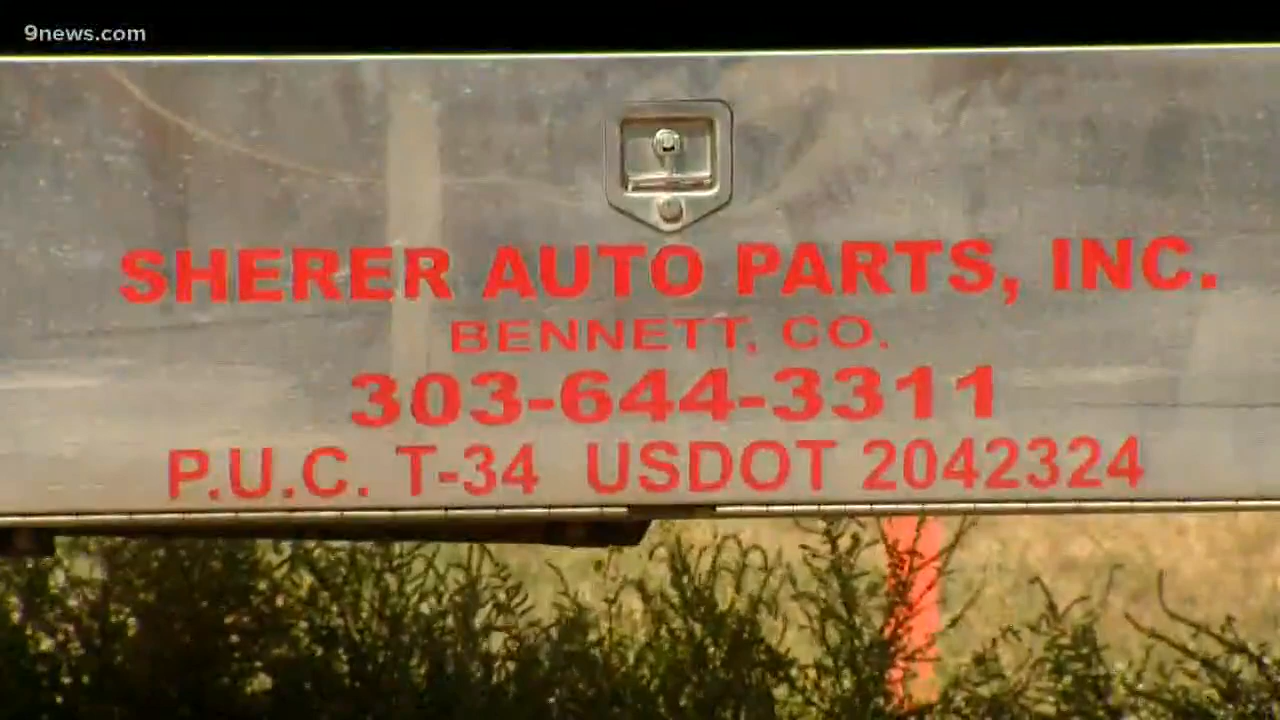 9news.com
SHERER AUTO PARTS, INC.
BENNETT, CO.
303-644-3311
P.U.C. T-34 USDOT 2042324